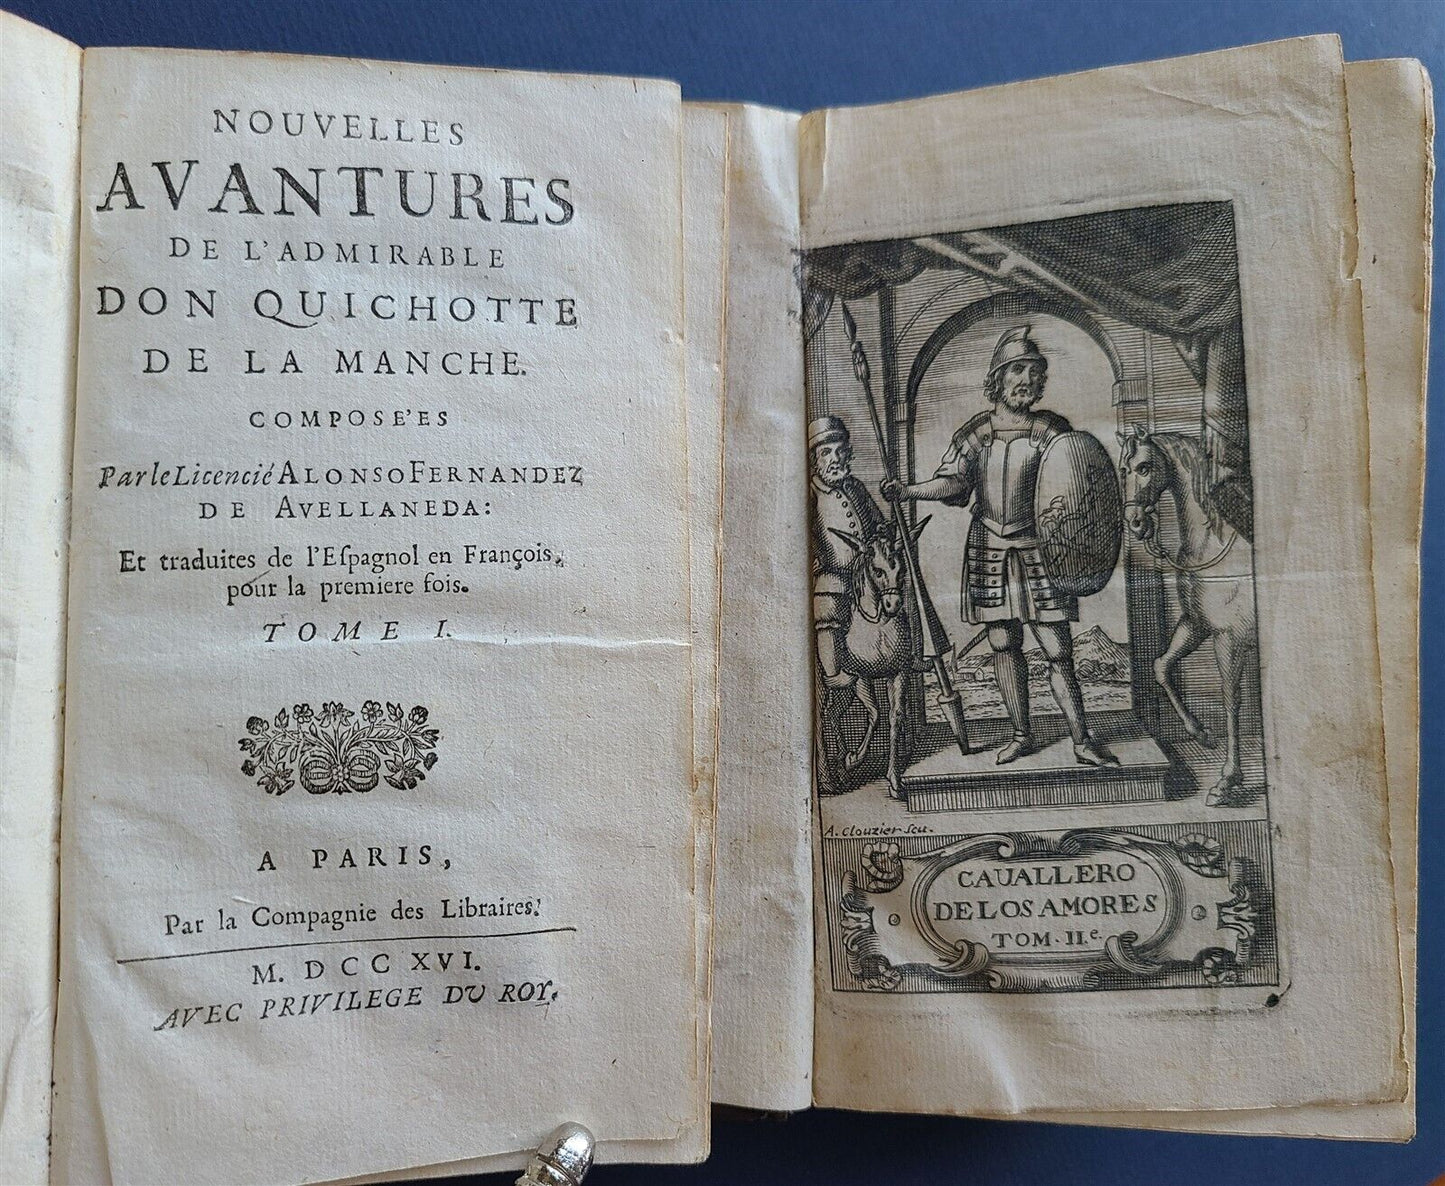 NOUVELLES
AVANTURES
DE L'ADMIRABLE
DON QUICHOTTE
DE LA MANCHE.
COMPOSE'ES
Par le Licencié ALONSO FERNANDEZ
DE AVELLANEDA:
Et traduites de l'Eſpagnol en François,
pour la premiere fois.
TOME I.
A PARIS,
Par la Compagnie des Libraires.
M. DCC XVI.
AVEC PRIVILEGE DU ROY.
A. Clouzier scu.
CAUALLERO
DE LOS AMORES
TOM. II.e.